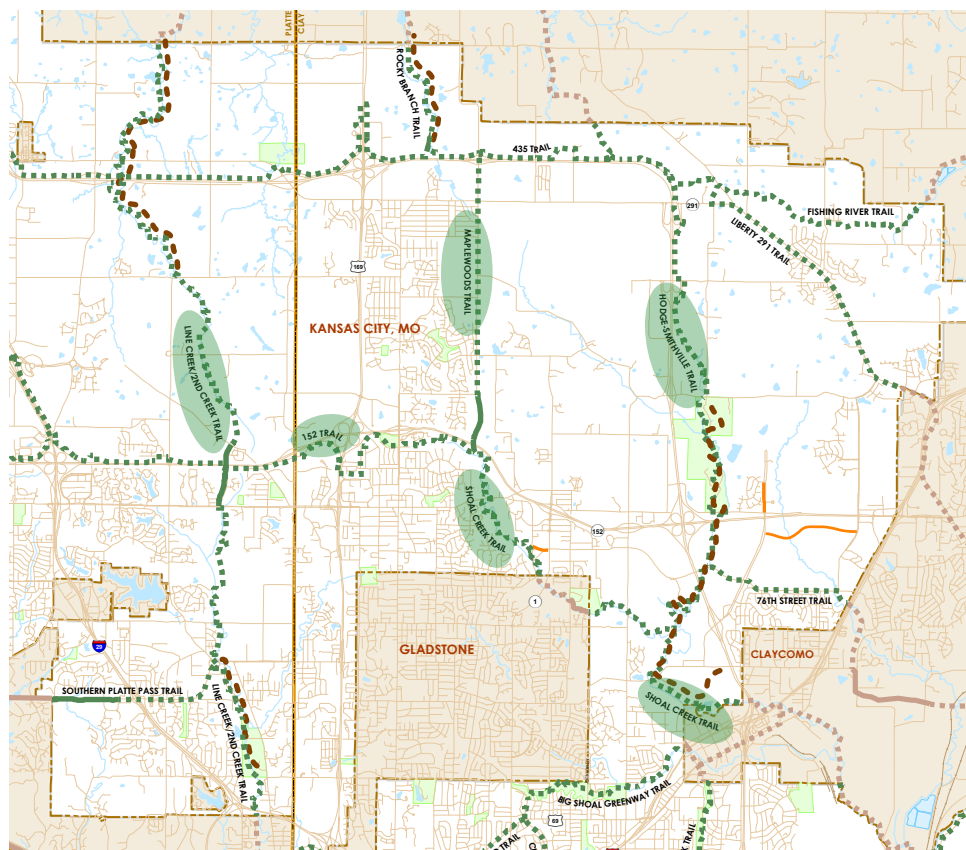 PLATTE
CLAY
ROCKY BRANCH TRAIL
435 TRAIL
291
FISHING RIVER TRAIL
LIBERTY 291 TRAIL
MAPLEWOODS TRAIL
169
HODGE-SMITHVILLE TRAIL
KANSAS CITY, MO
LINE CREEK/2ND CREEK TRAIL
152 TRAIL
SHOAL CREEK TRAIL
152
1
76TH STREET TRAIL
29
GLADSTONE
CLAYCOMO
SOUTHERN PLATTE PASS TRAIL
LINE CREEK/2ND CREEK TRAIL
SHOAL CREEK TRAIL
BIG SHOAL GREENWAY TRAIL
69
TRAIL
TRAIL